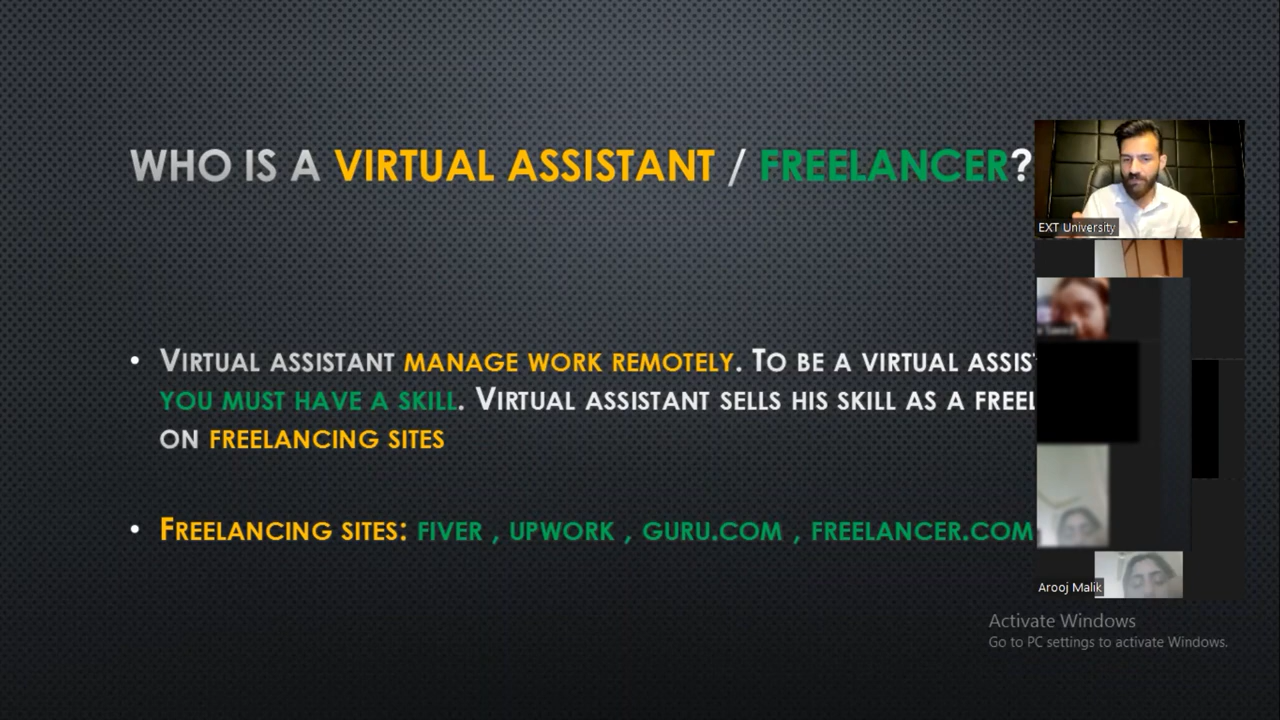 WHO IS A VIRTUAL ASSISTANT / FREELANCER?
EXT University
• VIRTUAL ASSISTANT MANAGE WORK REMOTELY. TO BE A VIRTUAL ASSIST
YOU MUST HAVE A SKILL. VIRTUAL ASSISTANT SELLS HIS SKILL AS A FREEL
ON FREELANCING SITES
• FREELANCING SITES: FIVER , UPWORK , GURU.COM , FREELANCER.COM
Arooj Malik
Activate Windows
Go to PC settings to activate Windows.